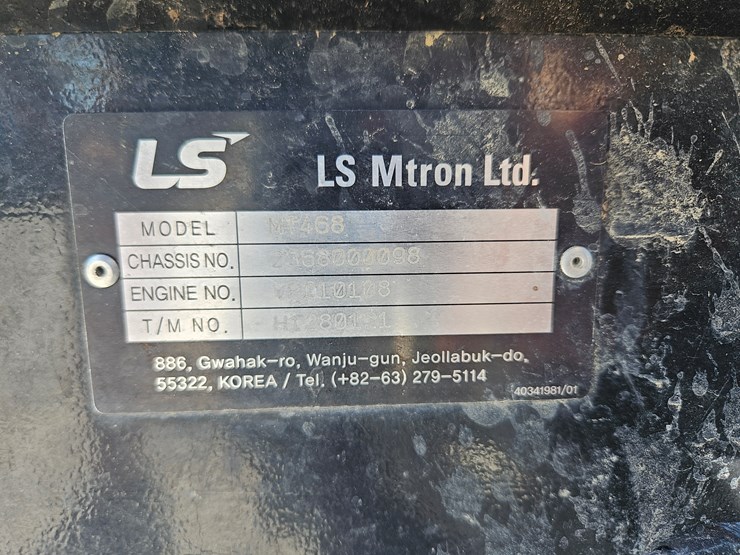 LS LS Mtron Ltd.
MODEL MT468
CHASSIS NO.
ENGINE NO.
T/M NO.
886, Gwahak-ro, Wanju-gun, Jeollabuk-do,
55322, KOREA / Tel. (+82-63) 279-5114
40341981/01